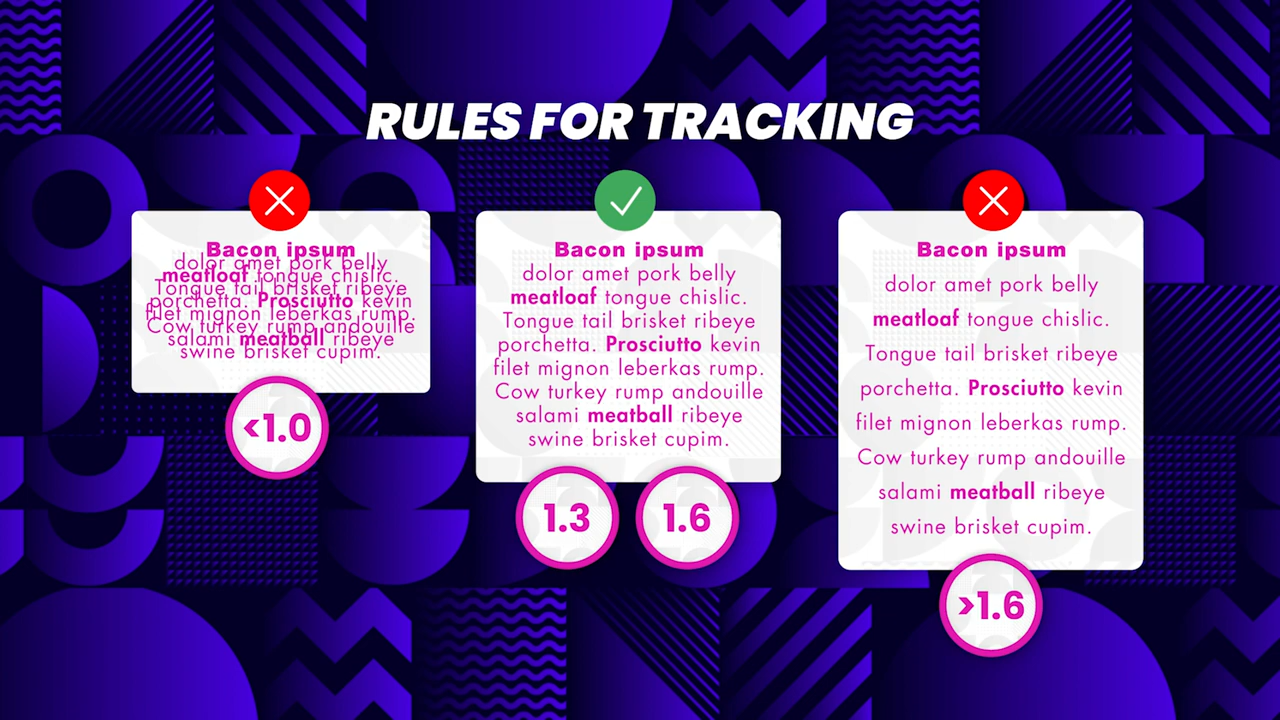 RULES FOR TRACKING
Bacon ipsum
dolor amet pork belly
meatloaf tongue chislic.
Tongue tail brisket ribeye
porchetta. Prosciutto kevin
filet mignon leberkas rump.
Cow turkey rump andouille
salami meatball ribeye
swine brisket cupim.
<1.0
Bacon ipsum
dolor amet pork belly
meatloaf tongue chislic.
Tongue tail brisket ribeye
porchetta. Prosciutto kevin
filet mignon leberkas rump.
Cow turkey rump andouille
salami meatball ribeye
swine brisket cupim.
1.3 1.6
Bacon ipsum
dolor amet pork belly
meatloaf tongue chislic.
Tongue tail brisket ribeye
porchetta. Prosciutto kevin
filet mignon leberkas rump.
Cow turkey rump andouille
salami meatball ribeye
swine brisket cupim.
>1.6